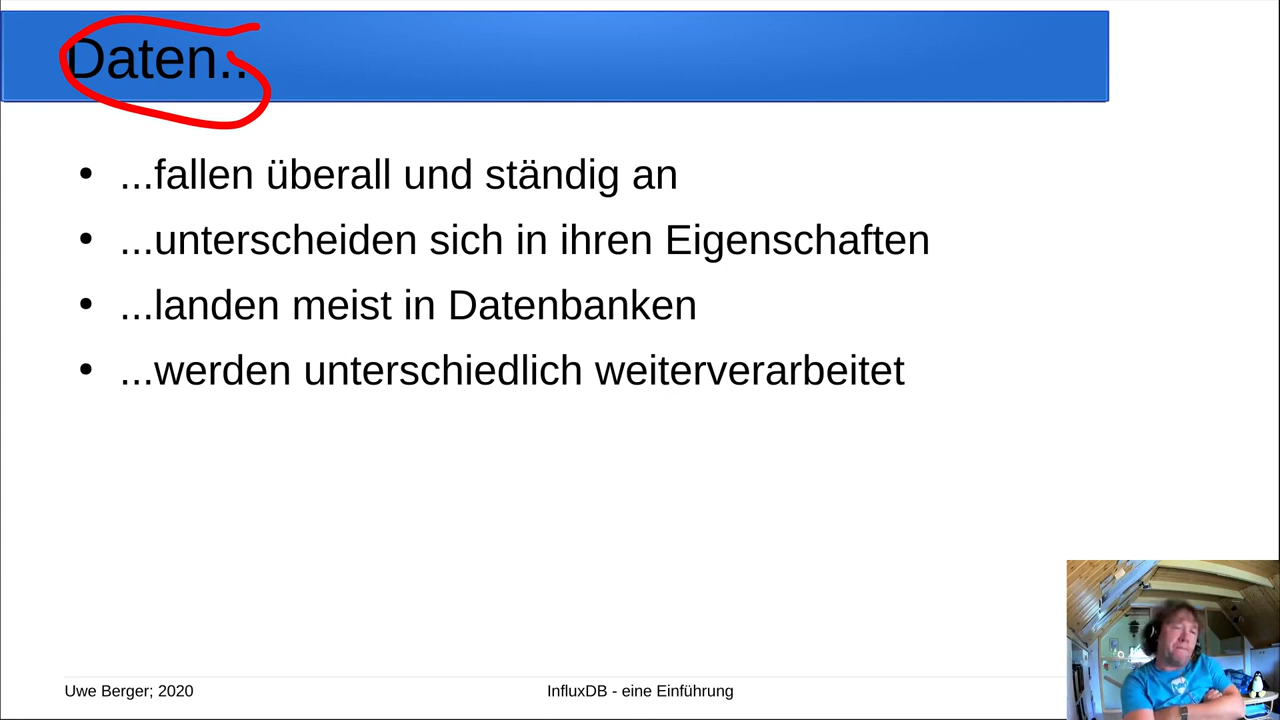 Daten..
• ...fallen überall und ständig an
• ...unterscheiden sich in ihren Eigenschaften
• ...landen meist in Datenbanken
• ...werden unterschiedlich weiterverarbeitet
Uwe Berger; 2020
InfluxDB - eine Einführung